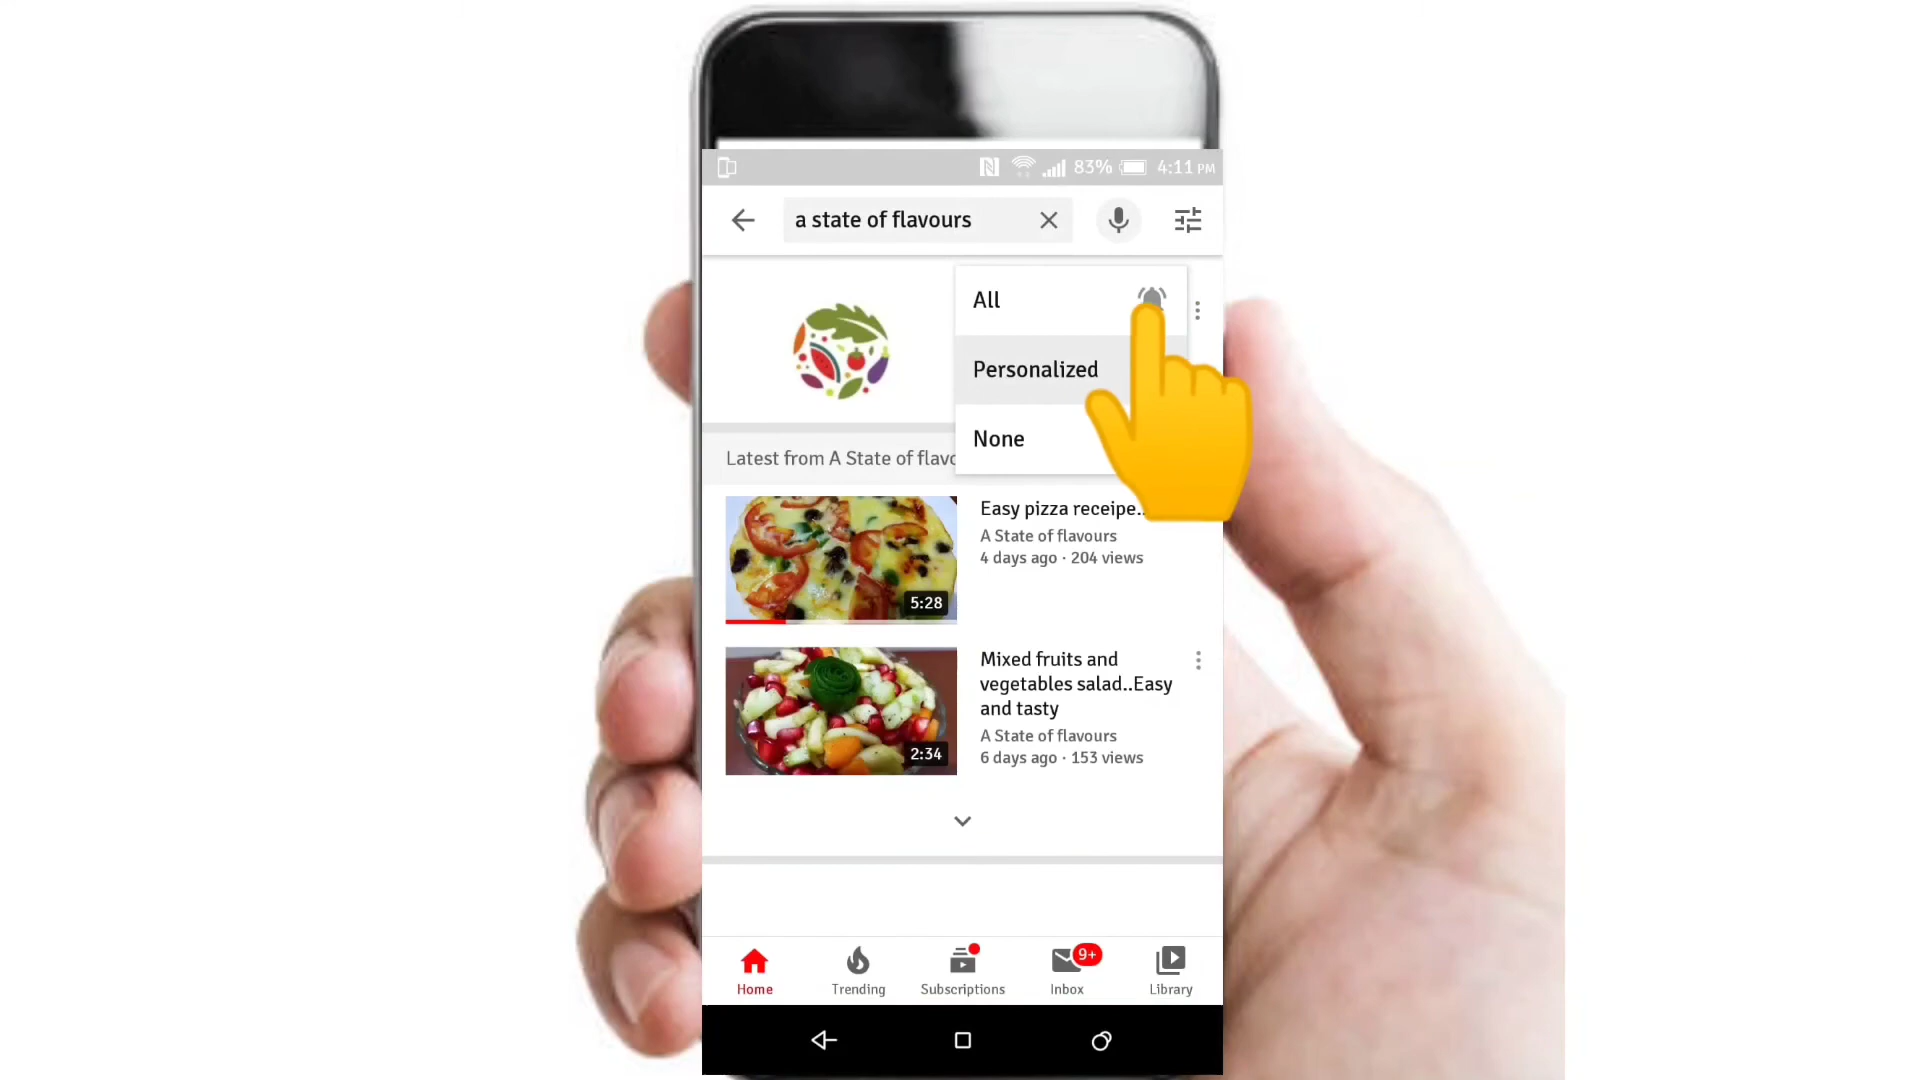 83% 4:11 PM
a state of flavours
All
Personalized
None
Latest from A State of flavo
Easy pizza receipe..
A State of flavours
4 days ago · 204 views
5:28
Mixed fruits and
vegetables salad..Easy
and tasty
A State of flavours
6 days ago · 153 views
2:34
9+
Home
Trending
Subscriptions
Inbox
Library